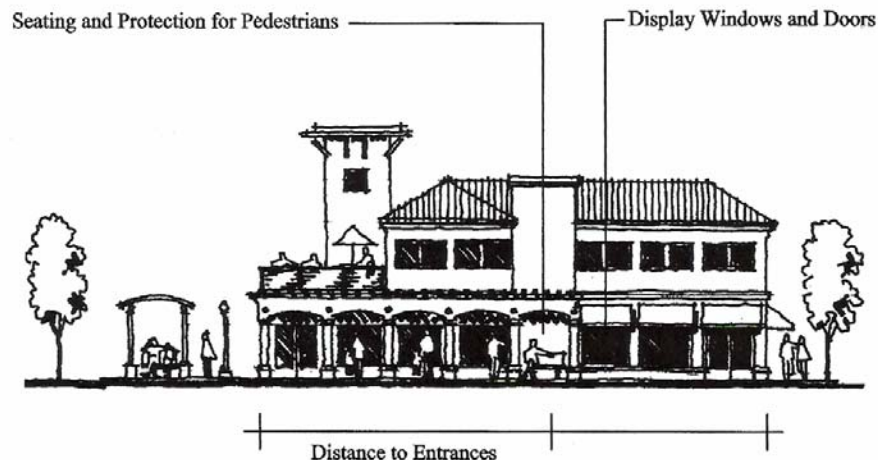 Seating and Protection for Pedestrians
Display Windows and Doors
Distance to Entrances